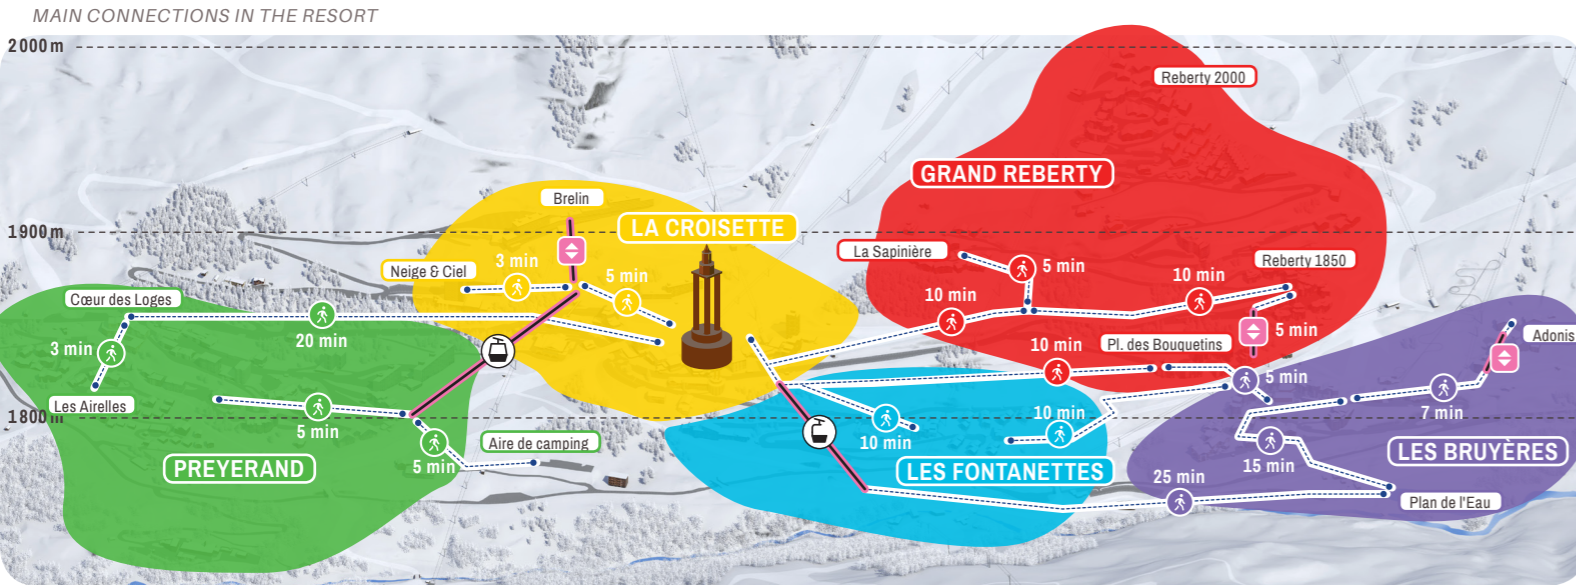 MAIN CONNECTIONS IN THE RESORT
2000m
Reberty 2000
GRAND REBERTY
Brelin
LA CROISETTE
1900m
La Sapinière
5 min
Reberty 1850
Neige & Ciel
3 min
5 min
10 min
10 min
Cœur des Loges
20 min
3 min
5 min
Pl. des Bouquetins
10 min
Adonis
5 min
7 min
Les Airelles
1800m
5 min
10 min
10 min
Aire de camping
5 min
PREYERAND
LES FONTANETTES
LES BRUYÈRES
15 min
25 min
Plan de l'Eau